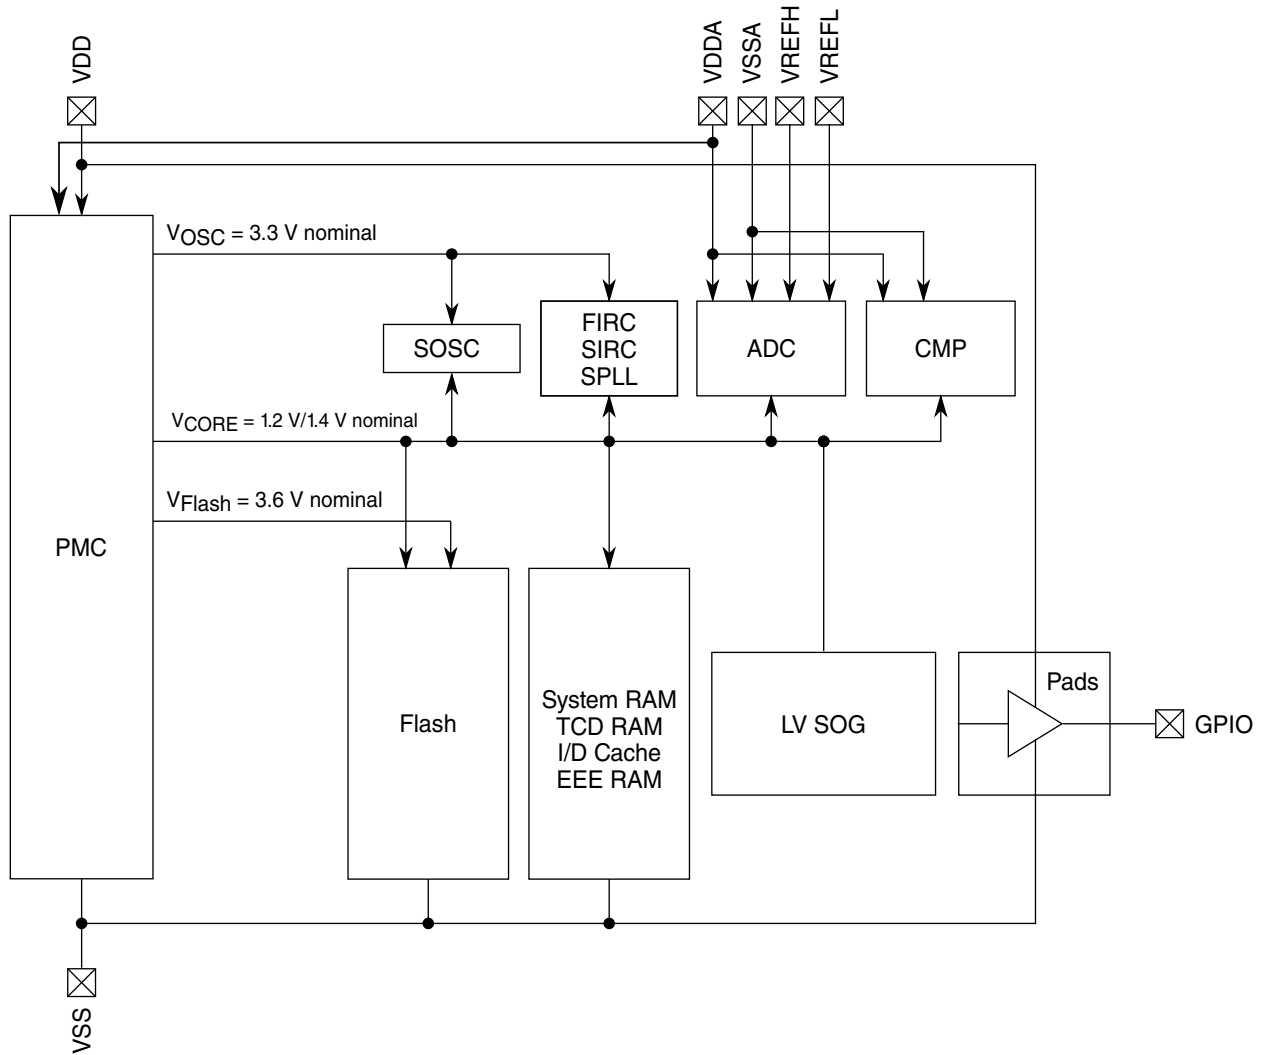 VDD
VDDA
VSSA
VREFH
VREFL
VOSC = 3.3 V nominal
FIRC
SIRC
SPLL
SOSC
ADC
CMP
VCORE = 1.2 V/1.4 V nominal
VFlash = 3.6 V nominal
PMC
Pads
System RAM
TCD RAM
I/D Cache
EEE RAM
Flash
LV SOG
GPIO
VSS